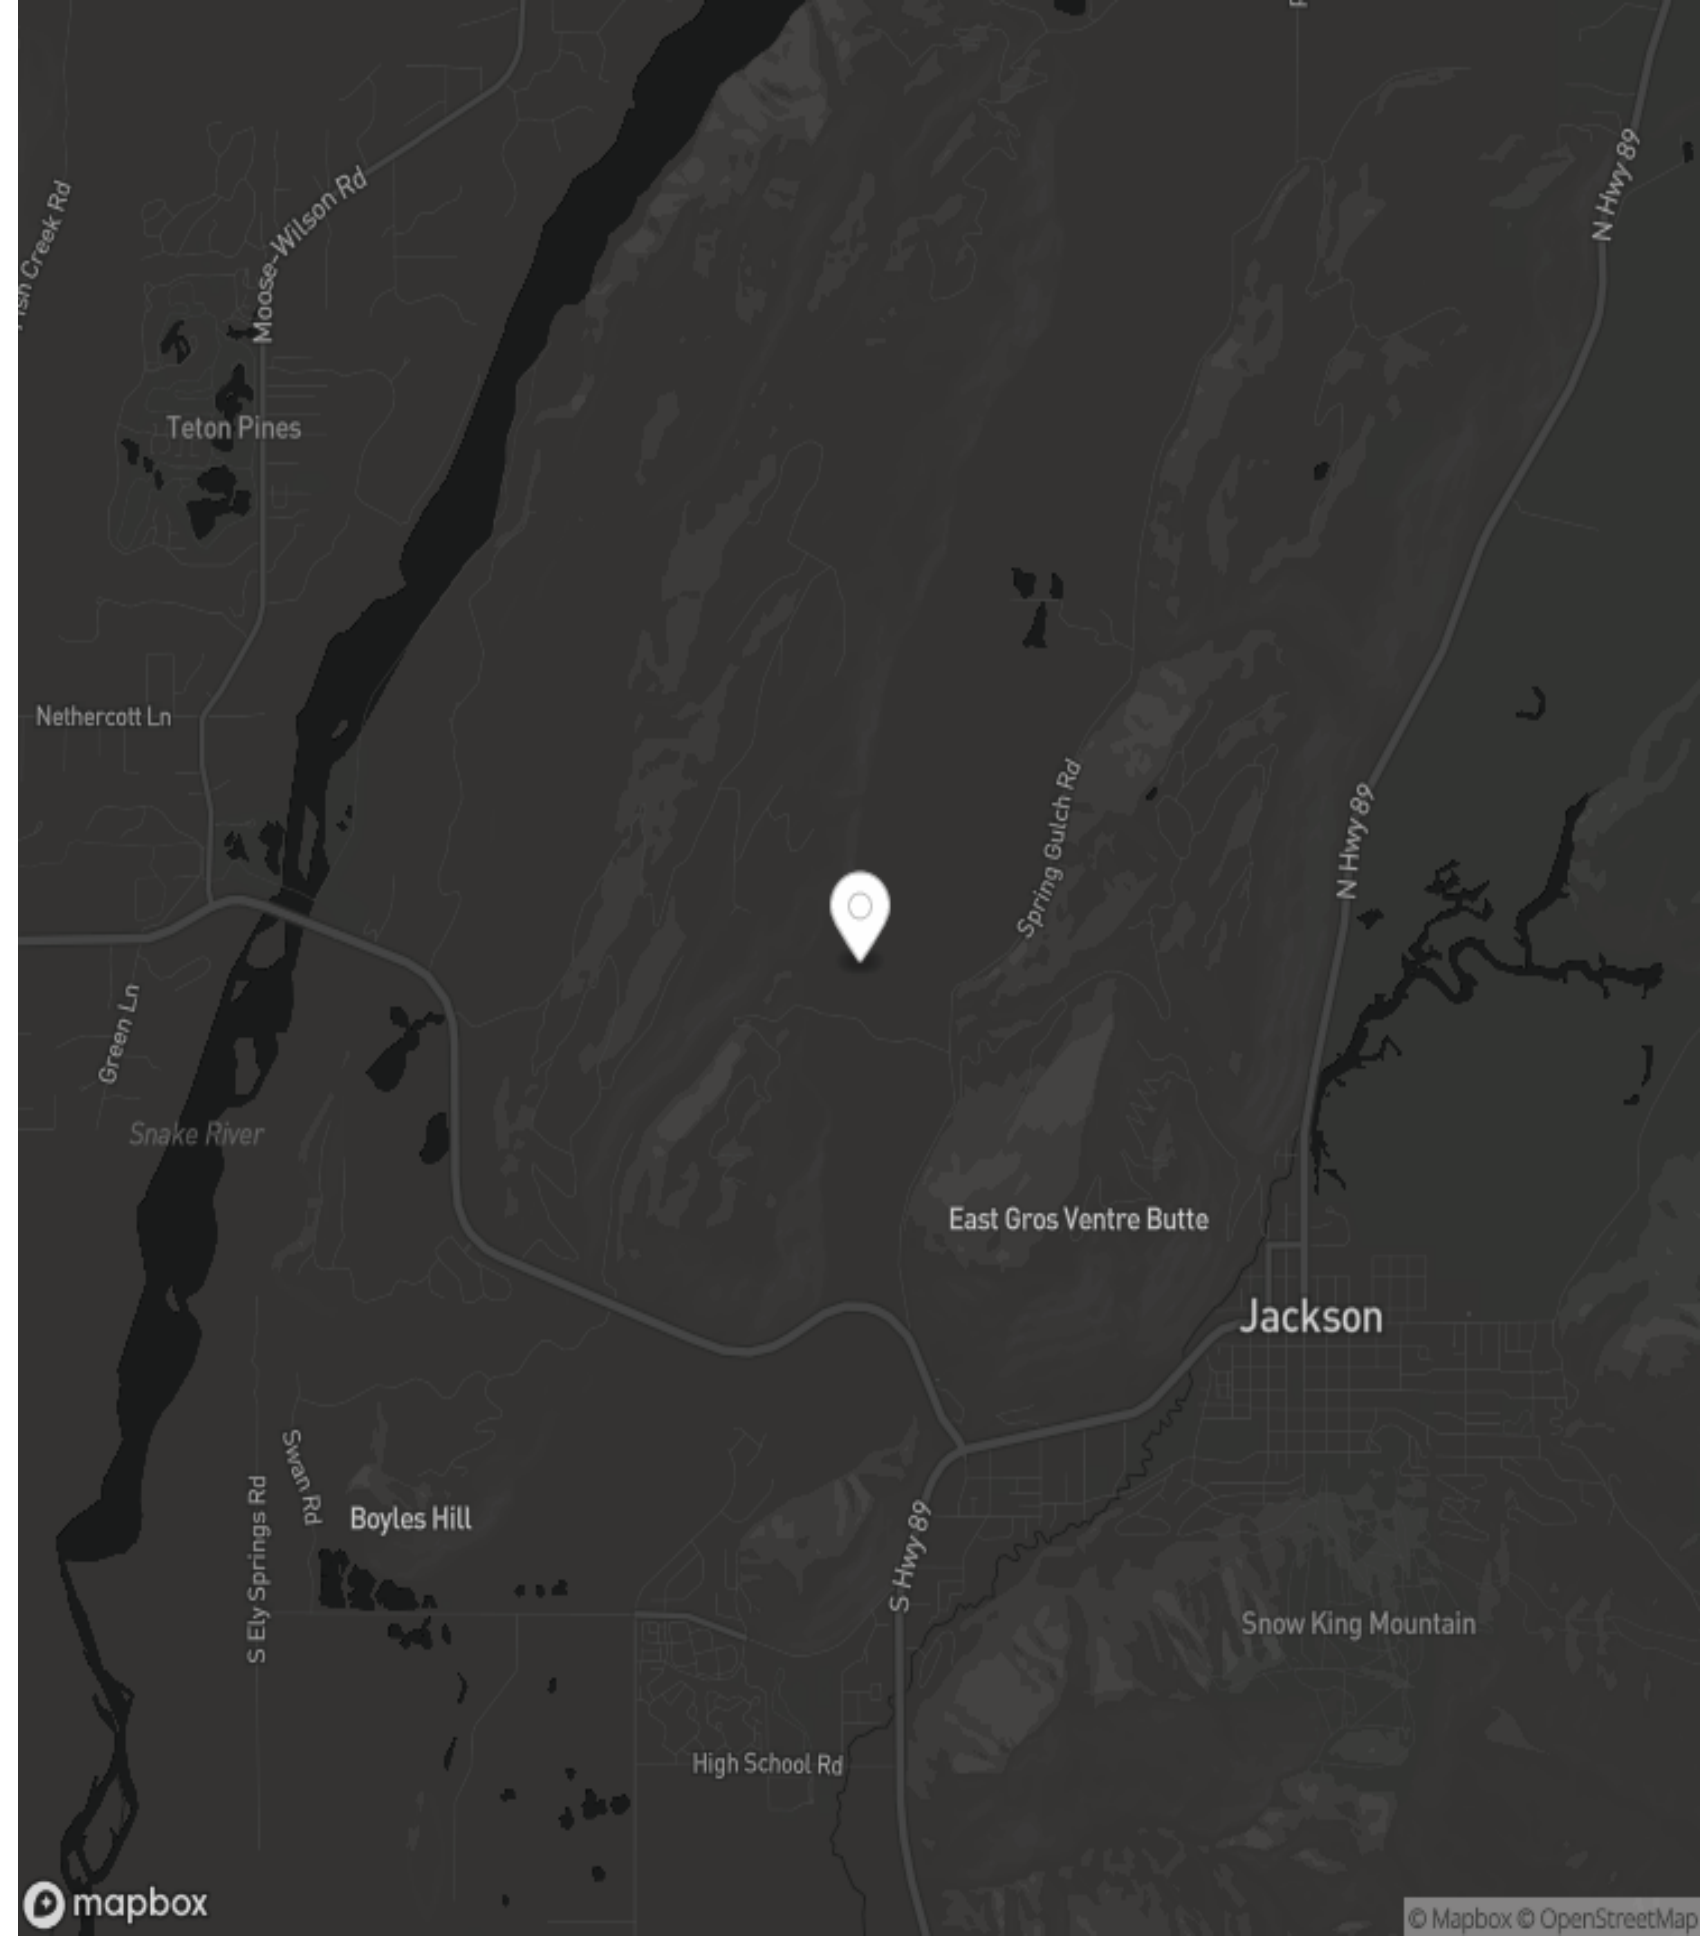 N Hwy 89
Moose-Wilson Rd
Creek Rd
Teton Pines
Nethercott Ln
Spring Gulch Rd
N Hwy 89
Green Ln
Snake River
East Gros Ventre Butte
Jackson
Swan Rd
S Ely Springs Rd
Boyles Hill
S Hwy 89
Snow King Mountain
High School Rd
mapbox
© Mapbox © OpenStreetMap